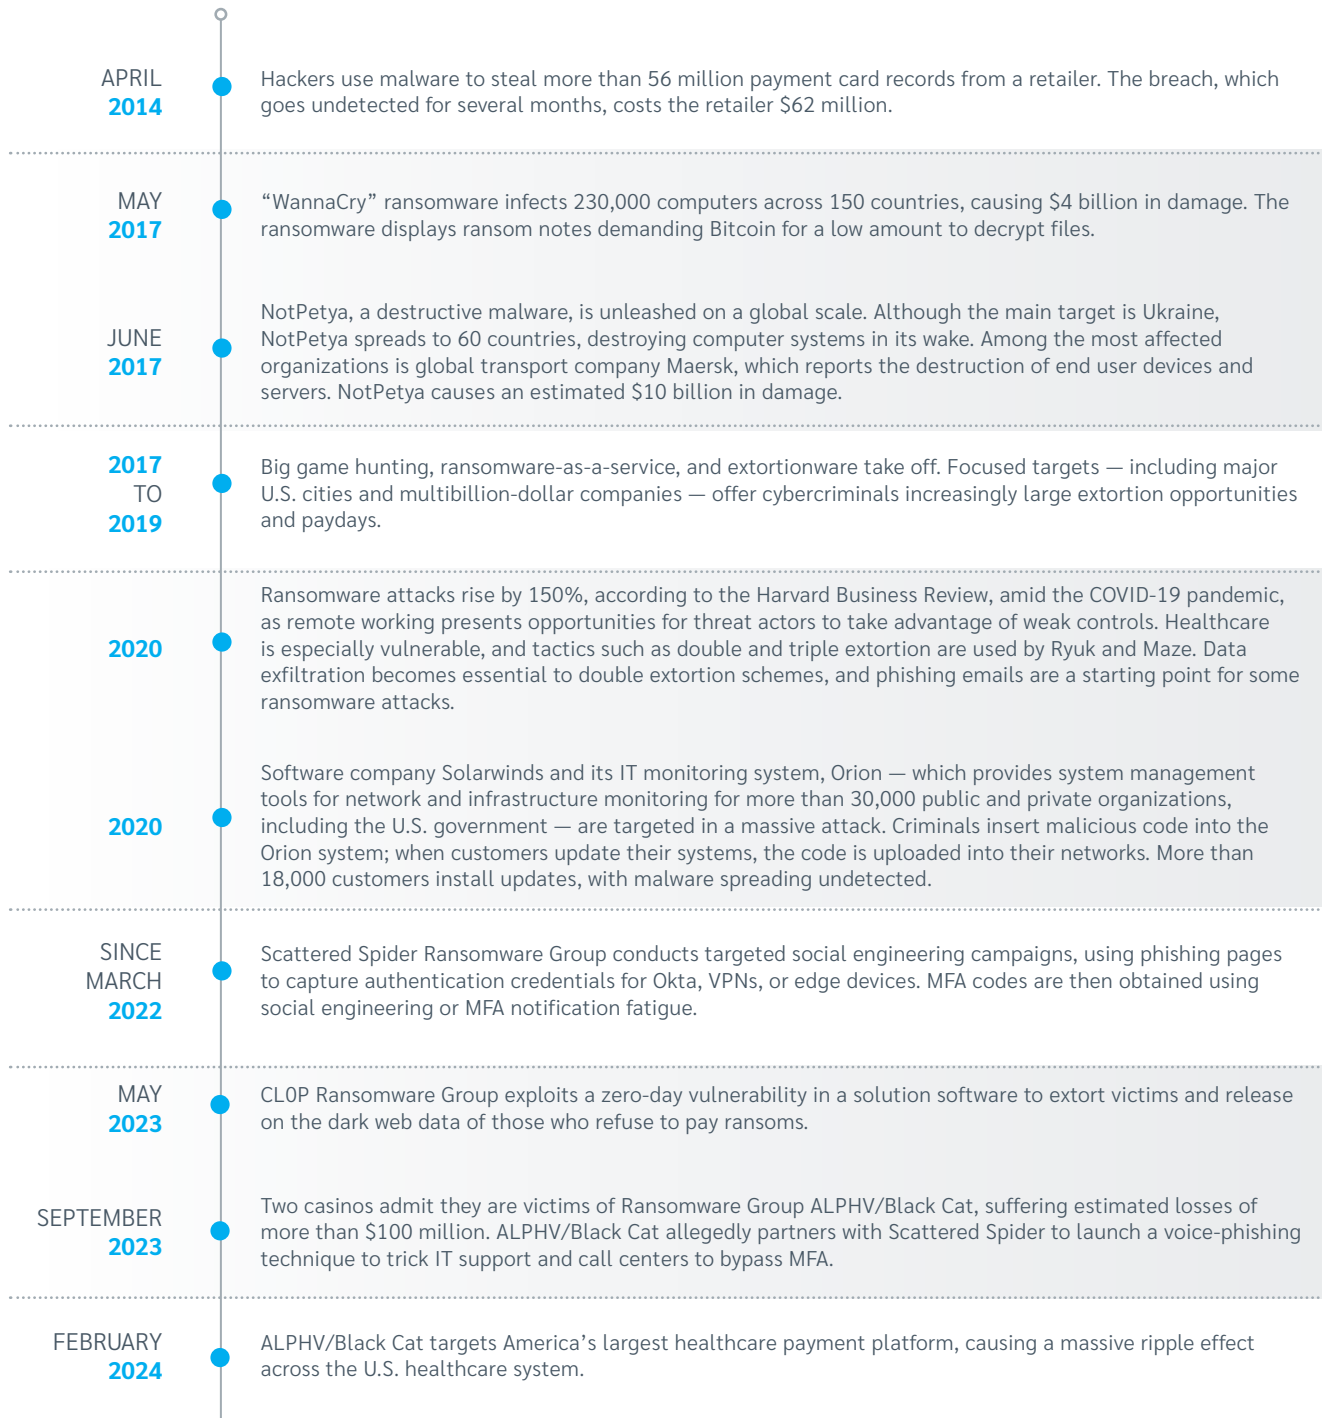 APRIL
2014
Hackers use malware to steal more than 56 million payment card records from a retailer. The breach, which
goes undetected for several months, costs the retailer $62 million.
MAY
2017
“WannaCry” ransomware infects 230,000 computers across 150 countries, causing $4 billion in damage. The
ransomware displays ransom notes demanding Bitcoin for a low amount to decrypt files.
JUNE
2017
NotPetya, a destructive malware, is unleashed on a global scale. Although the main target is Ukraine,
NotPetya spreads to 60 countries, destroying computer systems in its wake. Among the most affected
organizations is global transport company Maersk, which reports the destruction of end user devices and
servers. NotPetya causes an estimated $10 billion in damage.
2017
TO
2019
Big game hunting, ransomware-as-a-service, and extortionware take off. Focused targets — including major
U.S. cities and multibillion-dollar companies — offer cybercriminals increasingly large extortion opportunities
and paydays.
2020
Ransomware attacks rise by 150%, according to the Harvard Business Review, amid the COVID-19 pandemic,
as remote working presents opportunities for threat actors to take advantage of weak controls. Healthcare
is especially vulnerable, and tactics such as double and triple extortion are used by Ryuk and Maze. Data
exfiltration becomes essential to double extortion schemes, and phishing emails are a starting point for some
ransomware attacks.
2020
Software company Solarwinds and its IT monitoring system, Orion — which provides system management
tools for network and infrastructure monitoring for more than 30,000 public and private organizations,
including the U.S. government — are targeted in a massive attack. Criminals insert malicious code into the
Orion system; when customers update their systems, the code is uploaded into their networks. More than
18,000 customers install updates, with malware spreading undetected.
SINCE
MARCH
2022
Scattered Spider Ransomware Group conducts targeted social engineering campaigns, using phishing pages
to capture authentication credentials for Okta, VPNs, or edge devices. MFA codes are then obtained using
social engineering or MFA notification fatigue.
MAY
2023
CL0P Ransomware Group exploits a zero-day vulnerability in a solution software to extort victims and release
on the dark web data of those who refuse to pay ransoms.
SEPTEMBER
2023
Two casinos admit they are victims of Ransomware Group ALPHV/Black Cat, suffering estimated losses of
more than $100 million. ALPHV/Black Cat allegedly partners with Scattered Spider to launch a voice-phishing
technique to trick IT support and call centers to bypass MFA.
FEBRUARY
2024
ALPHV/Black Cat targets America’s largest healthcare payment platform, causing a massive ripple effect
across the U.S. healthcare system.